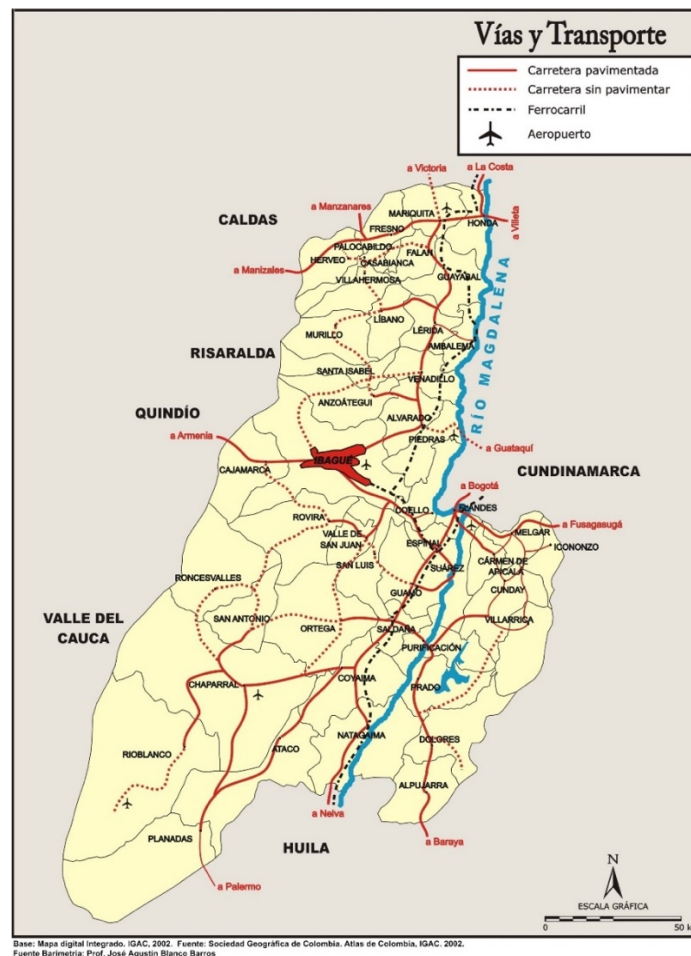 Vías y Transporte
Carretera pavimentada
Carretera sin pavimentar
Ferrocarril
Aeropuerto
a Victoria
a La Costa
a Manzanares
MARIQUITA
CALDAS
FRESNO
HONDA
a Villeta
PALOCABILDO
HERVEO
CASABIANCA
FALAN
a Manizales
VILLAHERMOSA
GUAYABAL
LÍBANO
MURILLO
LÉRIDA
AMBALEMA
RÍO MAGDALENA
RISARALDA
SANTA ISABEL
VENADILLO
ANZOÁTEGUI
QUINDÍO
ALVARADO
a Armenia
PIEDRAS
a Guataquí
IBAGUÉ
CAJAMARCA
CUNDINAMARCA
a Bogotá
COELLO
FLANDES
ROVIRA
a Fusagasugá
VALLE DE
SAN JUAN
ESPINAL
MELGAR
ICONONZO
SAN LUIS
SUÁREZ
CÁRMEN DE
APICALÁ
RONCESVALLES
GUAMO
CUNDAY
VALLE DEL
CAUCA
SAN ANTONIO
ORTEGA
SALDAÑA
VILLARRICA
PURIFICACIÓN
CHAPARRAL
COYAIMA
PRADO
RIOBLANCO
ATACO
NATAGAIMA
DOLORES
ALPUJARRA
a Neiva
PLANADAS
HUILA
a Baraya
a Palermo
N
ESCALA GRÁFICA
0 50 k
Base: Mapa digital Integrado. IGAC, 2002. Fuente: Sociedad Geográfica de Colombia. Atlas de Colombia, IGAC. 2002.
Fuente Barimetría: Prof. José Agustín Blanco Barros